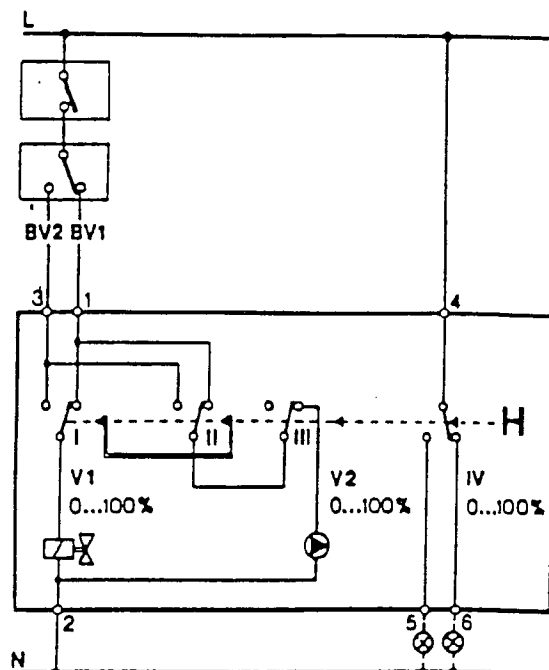 L
BV2 BV1
3 1 4
I II III
V1 V2 IV
0...100% 0...100% 0...100%
2 5 6
N